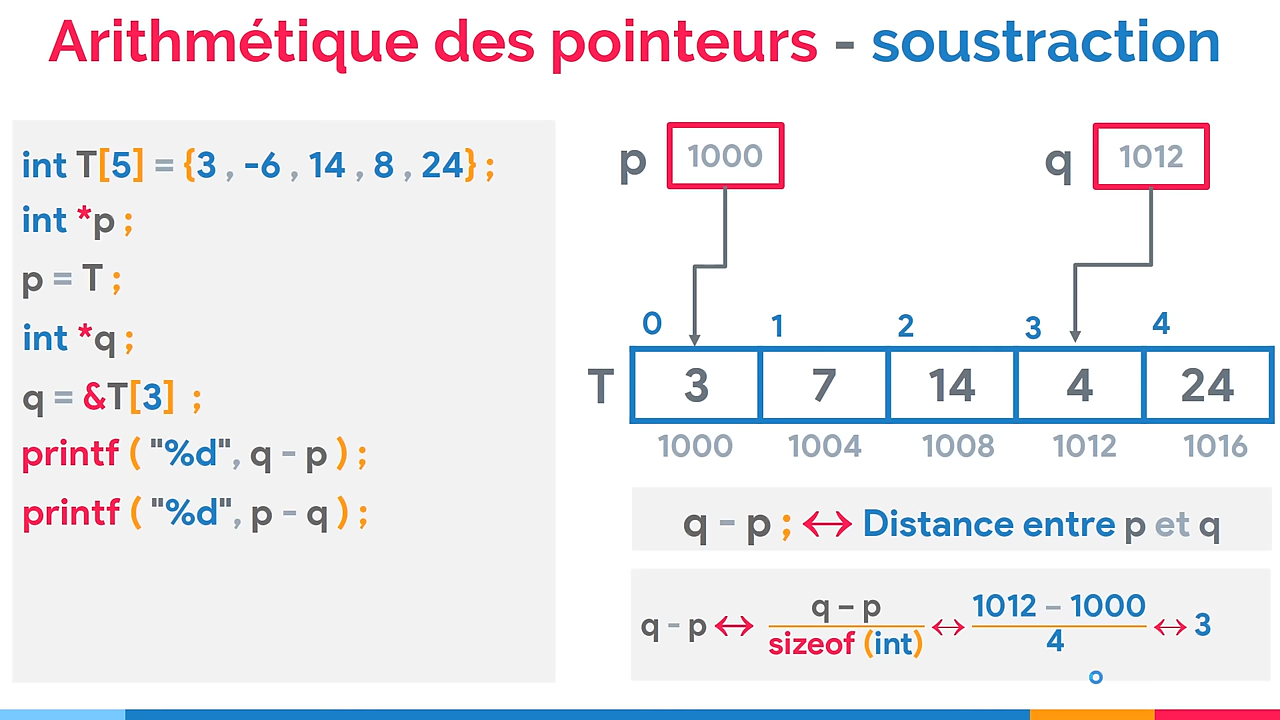 Arithmétique des pointeurs - soustraction
int T[5] = {3 , -6 , 14 , 8 , 24} ;
int *p ;
p = T ;
int *q ;
q = &T[3] ;
printf ( "%d", q - p ) ;
printf ( "%d", p - q ) ;
p 1000
q 1012
0 1 2 3 4
T 3 7 14 4 24
1000 1004 1008 1012 1016
q - p ; ↔ Distance entre p et q
q - p ↔ q – p ↔ 1012 – 1000 ↔ 3
sizeof (int) 4